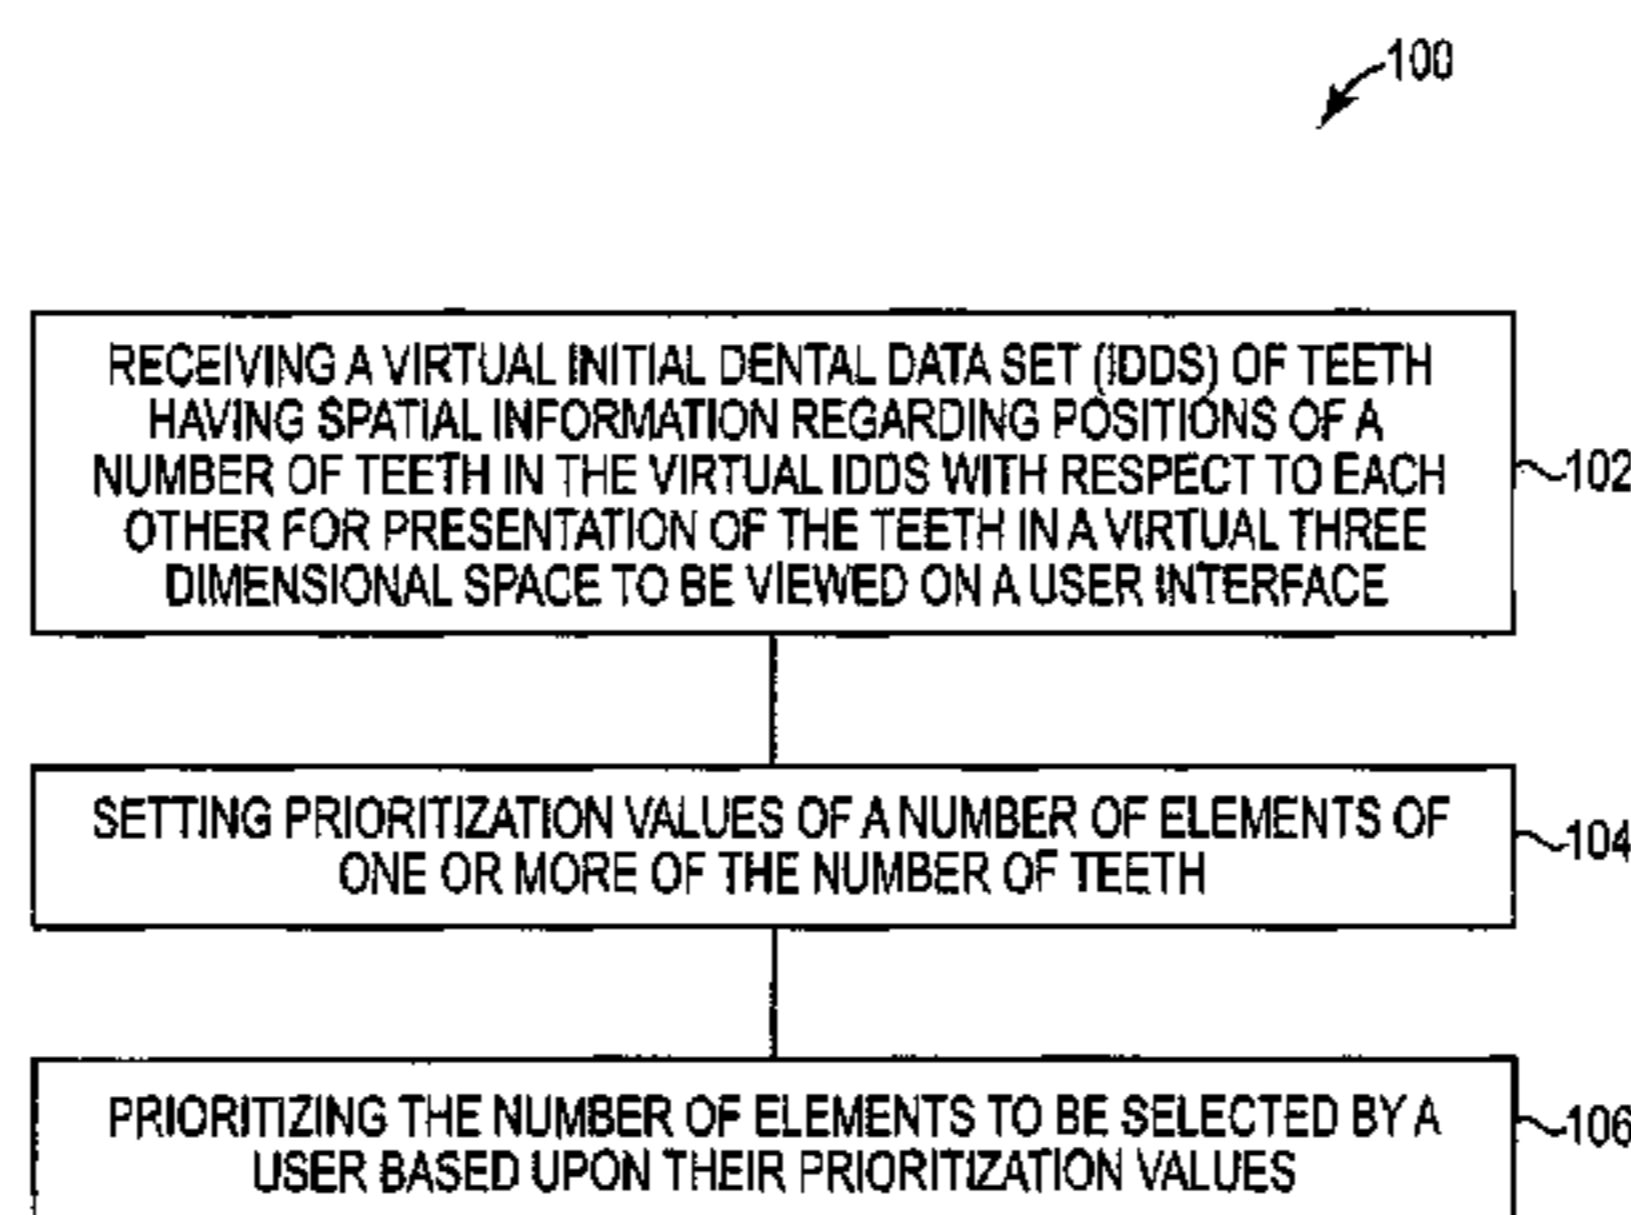 100
RECEIVING A VIRTUAL INITIAL DENTAL DATA SET (IDDS) OF TEETH
HAVING SPATIAL INFORMATION REGARDING POSITIONS OF A
NUMBER OF TEETH IN THE VIRTUAL IDDS WITH RESPECT TO EACH
OTHER FOR PRESENTATION OF THE TEETH IN A VIRTUAL THREE
DIMENSIONAL SPACE TO BE VIEWED ON A USER INTERFACE
102
SETTING PRIORITIZATION VALUES OF A NUMBER OF ELEMENTS OF
ONE OR MORE OF THE NUMBER OF TEETH
104
PRIORITIZING THE NUMBER OF ELEMENTS TO BE SELECTED BY A
USER BASED UPON THEIR PRIORITIZATION VALUES
106